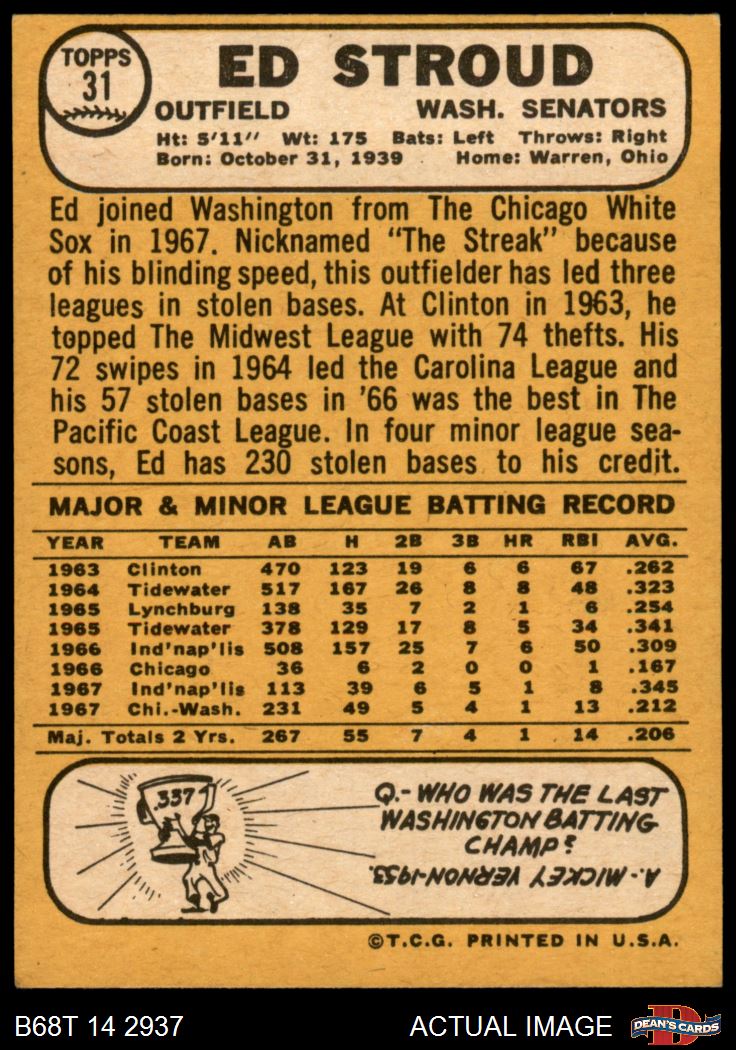 TOPPS
31
ED STROUD
OUTFIELD WASH. SENATORS
Ht: 5'11" Wt: 175 Bats: Left Throws: Right
Born: October 31, 1939 Home: Warren, Ohio
Ed joined Washington from The Chicago White
Sox in 1967. Nicknamed "The Streak" because
of his blinding speed, this outfielder has led three
leagues in stolen bases. At Clinton in 1963, he
topped The Midwest League with 74 thefts. His
72 swipes in 1964 led the Carolina League and
his 57 stolen bases in '66 was the best in The
Pacific Coast League. In four minor league sea-
sons, Ed has 230 stolen bases to his credit.
MAJOR & MINOR LEAGUE BATTING RECORD
YEAR TEAM AB H 2B 3B HR RBI AVG.
1963 Clinton 470 123 19 6 6 67 .262
1964 Tidewater 517 167 26 8 8 48 .323
1965 Lynchburg 138 35 7 2 1 6 .254
1965 Tidewater 378 129 17 8 5 34 .341
1966 Ind'nap'lis 508 157 25 7 6 50 .309
1966 Chicago 36 6 2 0 0 1 .167
1967 Ind'nap'lis 113 39 6 5 1 8 .345
1967 Chi.-Wash. 231 49 5 4 1 13 .212
Maj. Totals 2 Yrs. 267 55 7 4 1 14 .206
.337
Q.- WHO WAS THE LAST
WASHINGTON BATTING
CHAMP?
A.- MICKEY VERNON-1953.
©T.C.G. PRINTED IN U.S.A.
B68T 14 2937 ACTUAL IMAGE
DEAN'S CARDS